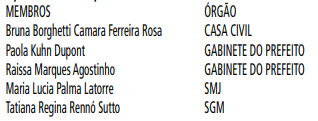 MEMBROS ÓRGÃO
Bruna Borghetti Camara Ferreira Rosa CASA CIVIL
Paola Kuhn Dupont GABINETE DO PREFEITO
Raissa Marques Agostinho GABINETE DO PREFEITO
Maria Lucia Palma Latorre SMJ
Tatiana Regina Rennó Sutto SGM